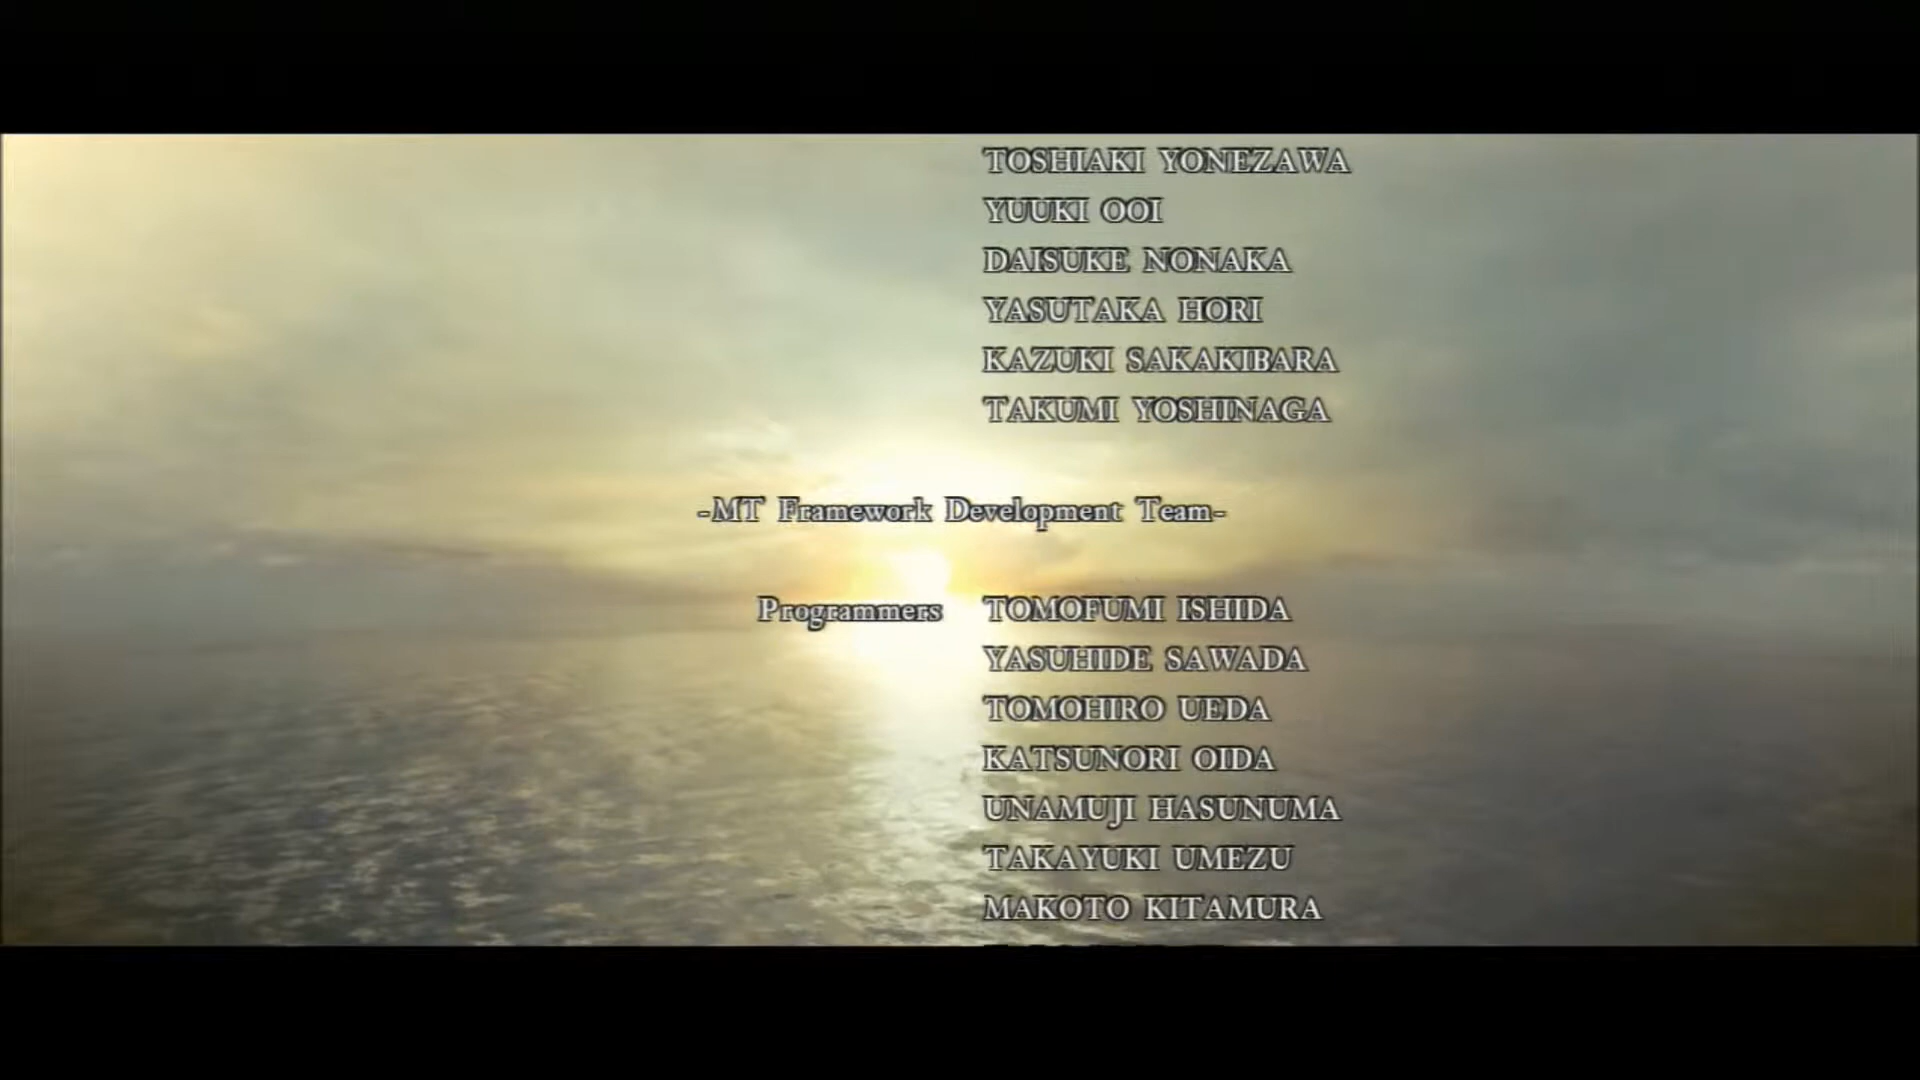 TOSHIAKI YONEZAWA
YUUKI OOI
DAISUKE NONAKA
YASUTAKA HORI
KAZUKI SAKAKIBARA
TAKUMI YOSHINAGA
-MT Framework Development Team-
Programmers TOMOFUMI ISHIDA
YASUHIDE SAWADA
TOMOHIRO UEDA
KATSUNORI OIDA
UNAMUJI HASUNUMA
TAKAYUKI UMEZU
MAKOTO KITAMURA